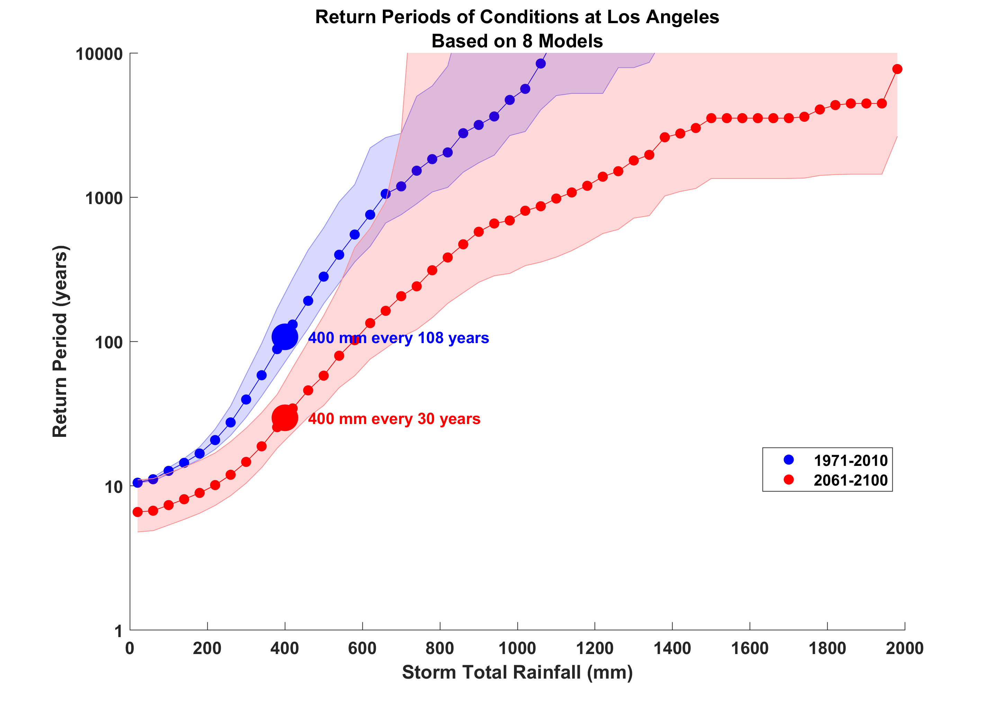 Return Periods of Conditions at Los Angeles
Based on 8 Models
10000
1000
100
10
1
Return Period (years)
400 mm every 108 years
400 mm every 30 years
1971-2010
2061-2100
0 200 400 600 800 1000 1200 1400 1600 1800 2000
Storm Total Rainfall (mm)